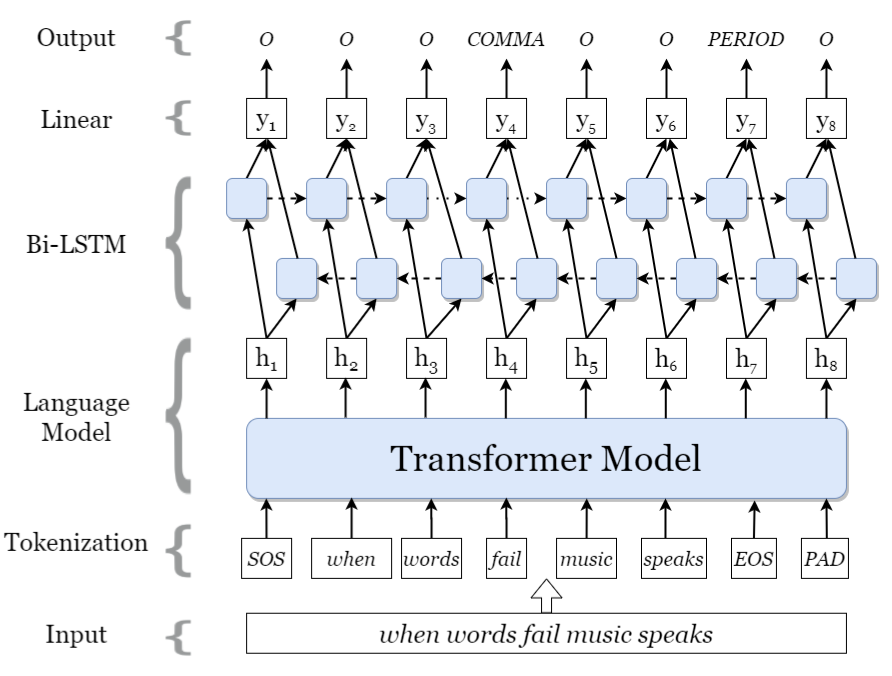 Output O O O COMMA O O PERIOD O
Linear y₁ y₂ y₃ y₄ y₅ y₆ y₇ y₈
Bi-LSTM
h₁ h₂ h₃ h₄ h₅ h₆ h₇ h₈
Language
Model
Transformer Model
Tokenization SOS when words fail music speaks EOS PAD
Input when words fail music speaks